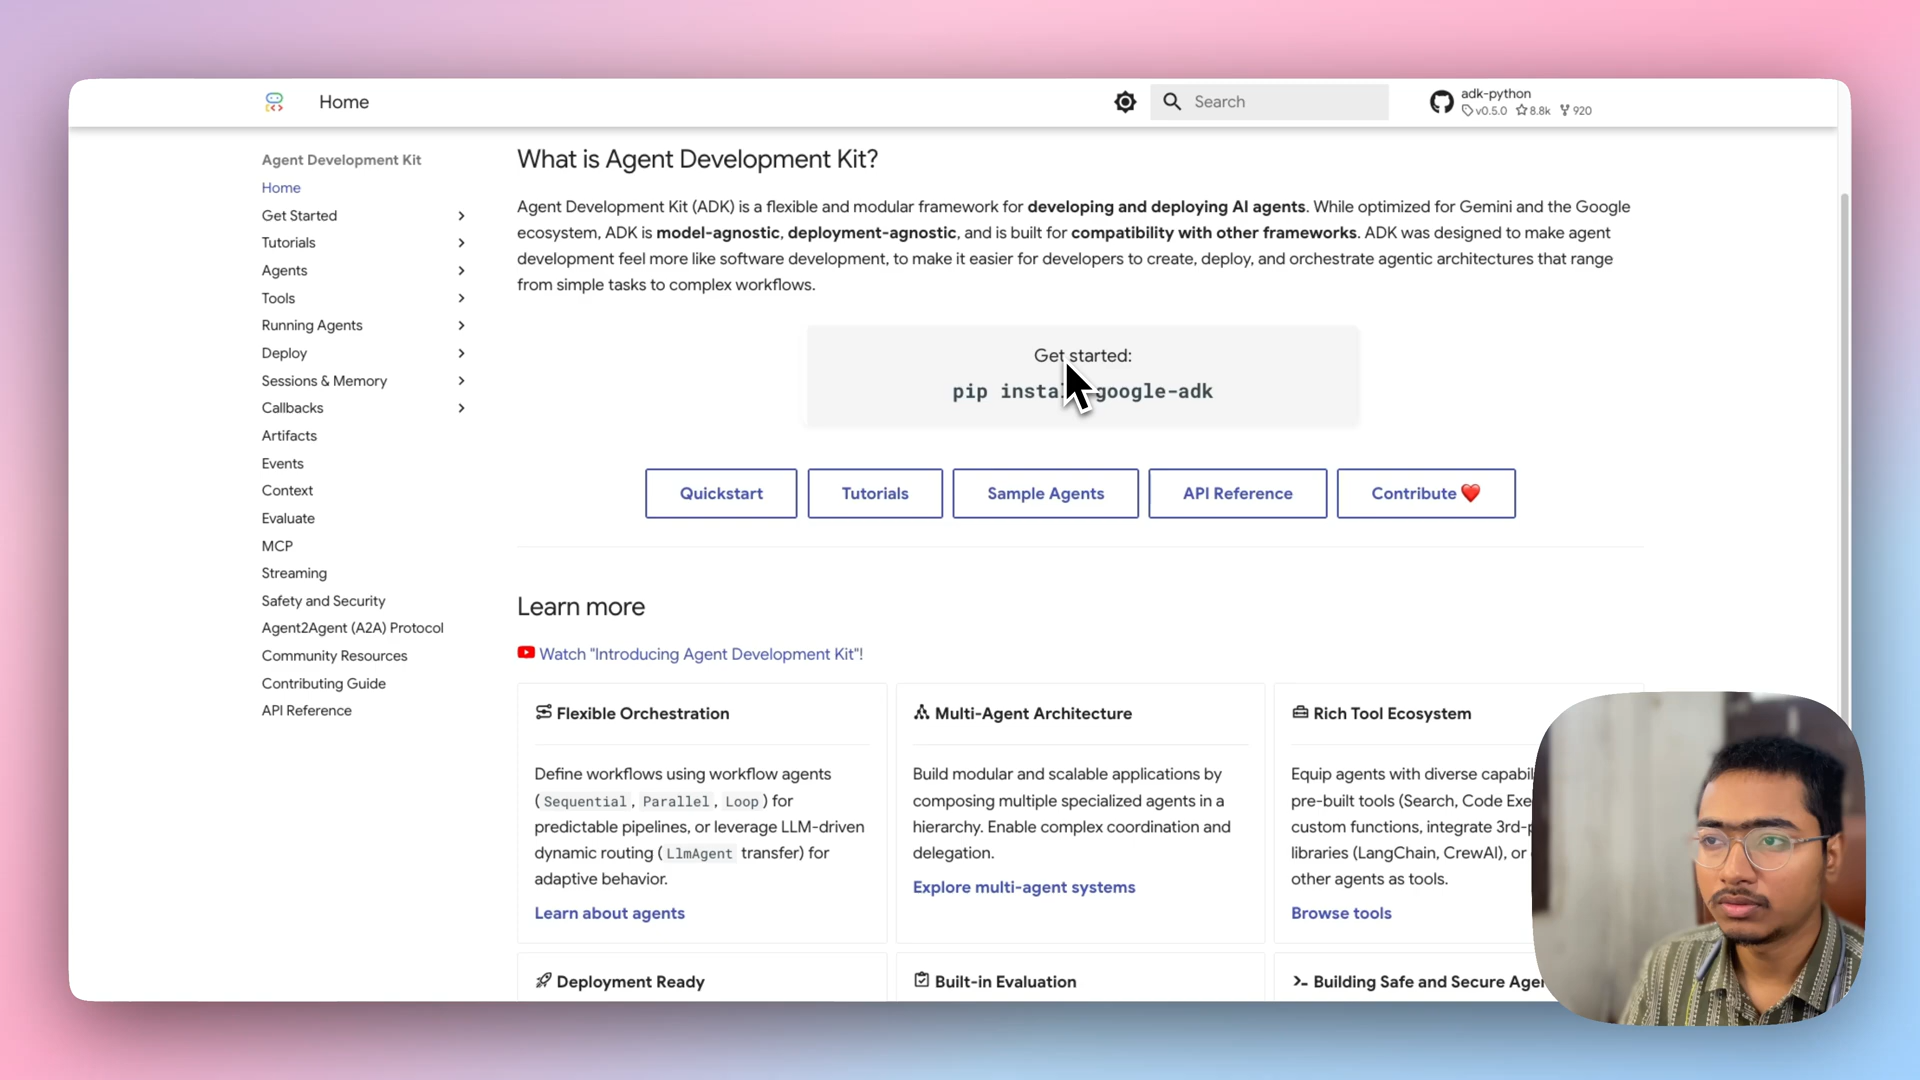 Home
Search
adk-python
v0.5.0 8.8k 920
Agent Development Kit
Home
Get Started
Tutorials
Agents
Tools
Running Agents
Deploy
Sessions & Memory
Callbacks
Artifacts
Events
Context
Evaluate
MCP
Streaming
Safety and Security
Agent2Agent (A2A) Protocol
Community Resources
Contributing Guide
API Reference
What is Agent Development Kit?
Agent Development Kit (ADK) is a flexible and modular framework for developing and deploying AI agents. While optimized for Gemini and the Google
ecosystem, ADK is model-agnostic, deployment-agnostic, and is built for compatibility with other frameworks. ADK was designed to make agent
development feel more like software development, to make it easier for developers to create, deploy, and orchestrate agentic architectures that range
from simple tasks to complex workflows.
Get started:
pip install google-adk
Quickstart
Tutorials
Sample Agents
API Reference
Contribute ❤️
Learn more
Watch "Introducing Agent Development Kit"!
Flexible Orchestration
Define workflows using workflow agents
(Sequential, Parallel, Loop) for
predictable pipelines, or leverage LLM-driven
dynamic routing (LlmAgent transfer) for
adaptive behavior.
Learn about agents
Multi-Agent Architecture
Build modular and scalable applications by
composing multiple specialized agents in a
hierarchy. Enable complex coordination and
delegation.
Explore multi-agent systems
Rich Tool Ecosystem
Equip agents with diverse capabil
pre-built tools (Search, Code Exe
custom functions, integrate 3rd-p
libraries (LangChain, CrewAI), or
other agents as tools.
Browse tools
Deployment Ready
Built-in Evaluation
Building Safe and Secure Agen